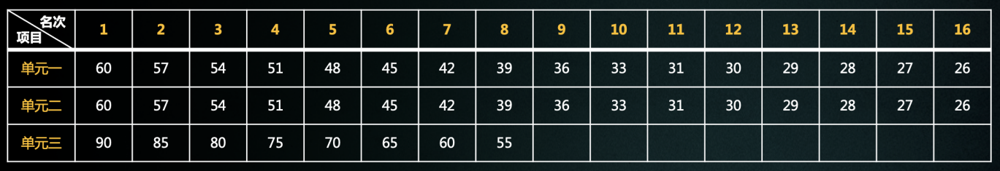 名次
项目 1 2 3 4 5 6 7 8 9 10 11 12 13 14 15 16
单元一 60 57 54 51 48 45 42 39 36 33 31 30 29 28 27 26
单元二 60 57 54 51 48 45 42 39 36 33 31 30 29 28 27 26
单元三 90 85 80 75 70 65 60 55